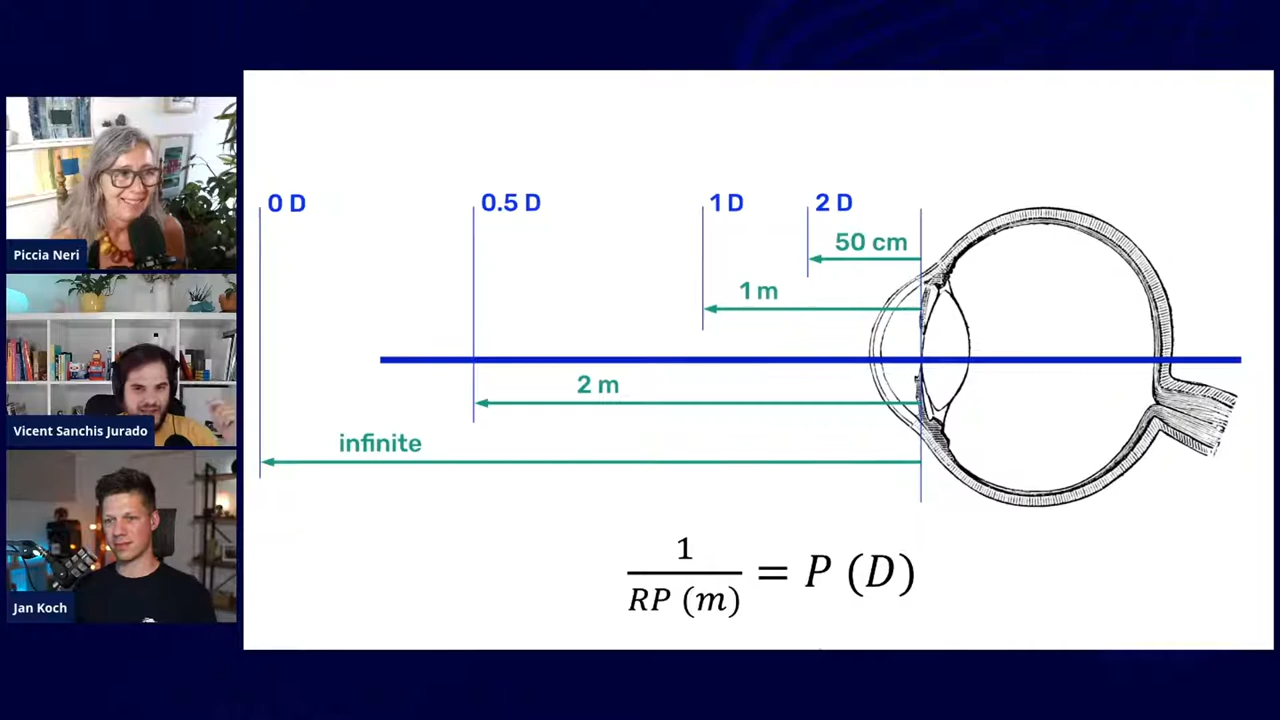 Piccia Neri
Vicent Sanchis Jurado
Jan Koch
0 D
0.5 D
1 D
2 D
50 cm
1 m
2 m
infinite
1
RP (m) = P (D)